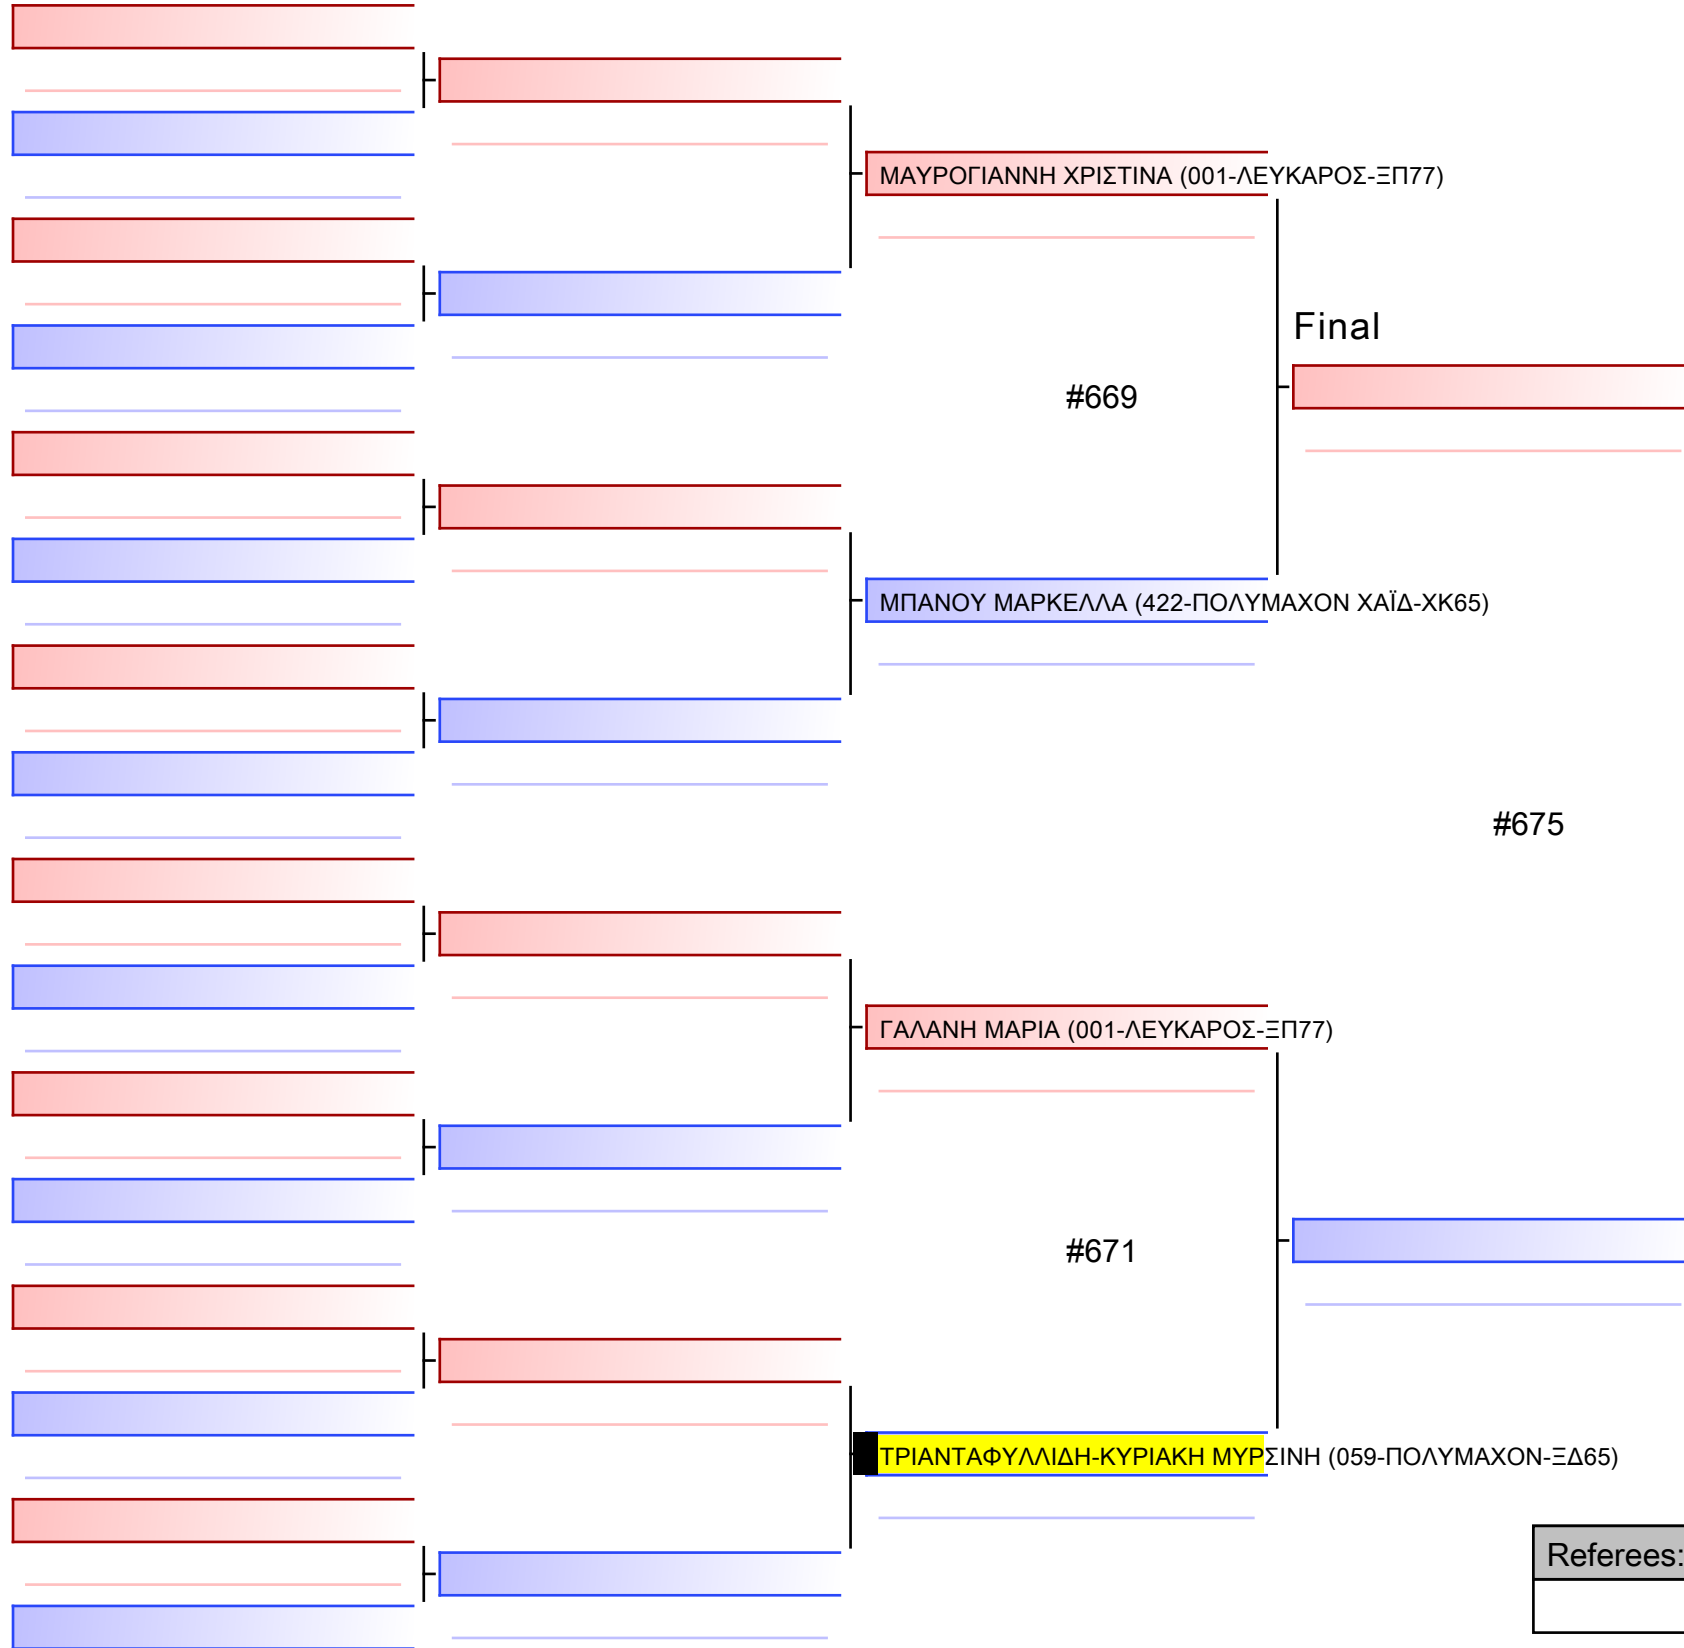 ΜΑΥΡΟΓΙΑΝΝΗ ΧΡΙΣΤΙΝΑ (001-ΛΕΥΚΑΡΟΣ-ΞΠ77)
Final
#669
ΜΠΑΝΟΥ ΜΑΡΚΕΛΛΑ (422-ΠΟΛΥΜΑΧΟΝ ΧΑΪΔ-ΧΚ65)
#675
ΓΑΛΑΝΗ ΜΑΡΙΑ (001-ΛΕΥΚΑΡΟΣ-ΞΠ77)
#671
ΤΡΙΑΝΤΑΦΥΛΛΙΔΗ-ΚΥΡΙΑΚΗ ΜΥΡΣΙΝΗ (059-ΠΟΛΥΜΑΧΟΝ-ΞΔ65)
Referees: